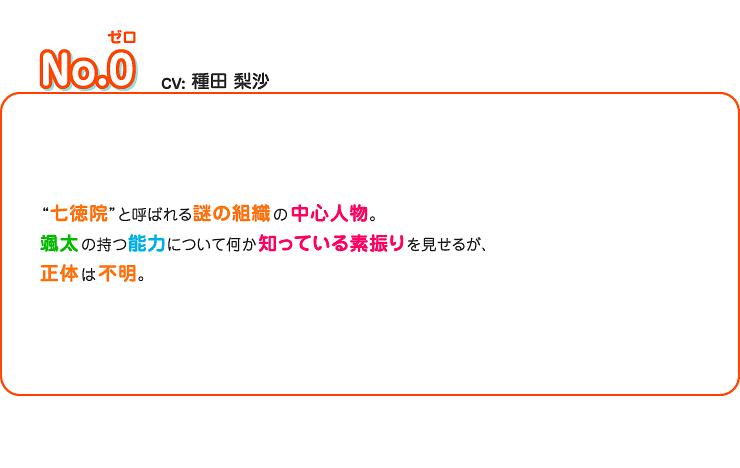 ゼロ
No.0 cv: 種田 梨沙
“七徳院”と呼ばれる謎の組織の中心人物。
颯太の持つ能力について何か知っている素振りを見せるが、
正体は不明。